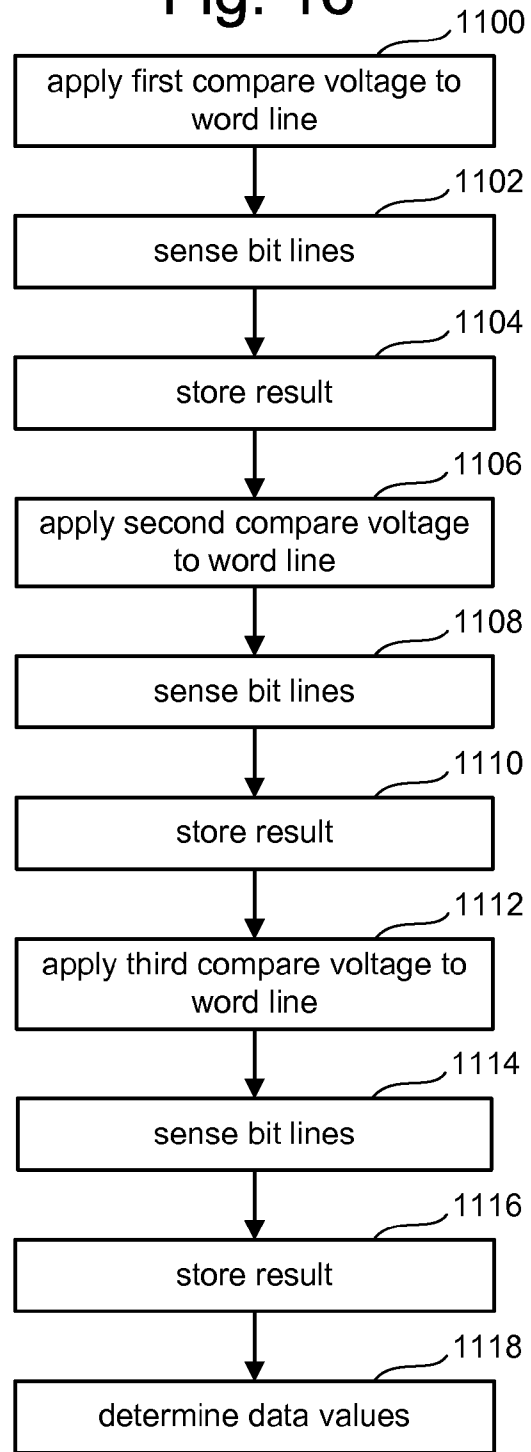 1100
apply first compare voltage to
word line
1102
sense bit lines
1104
store result
1106
apply second compare voltage
to word line
1108
sense bit lines
1110
store result
1112
apply third compare voltage to
word line
1114
sense bit lines
1116
store result
1118
determine data values